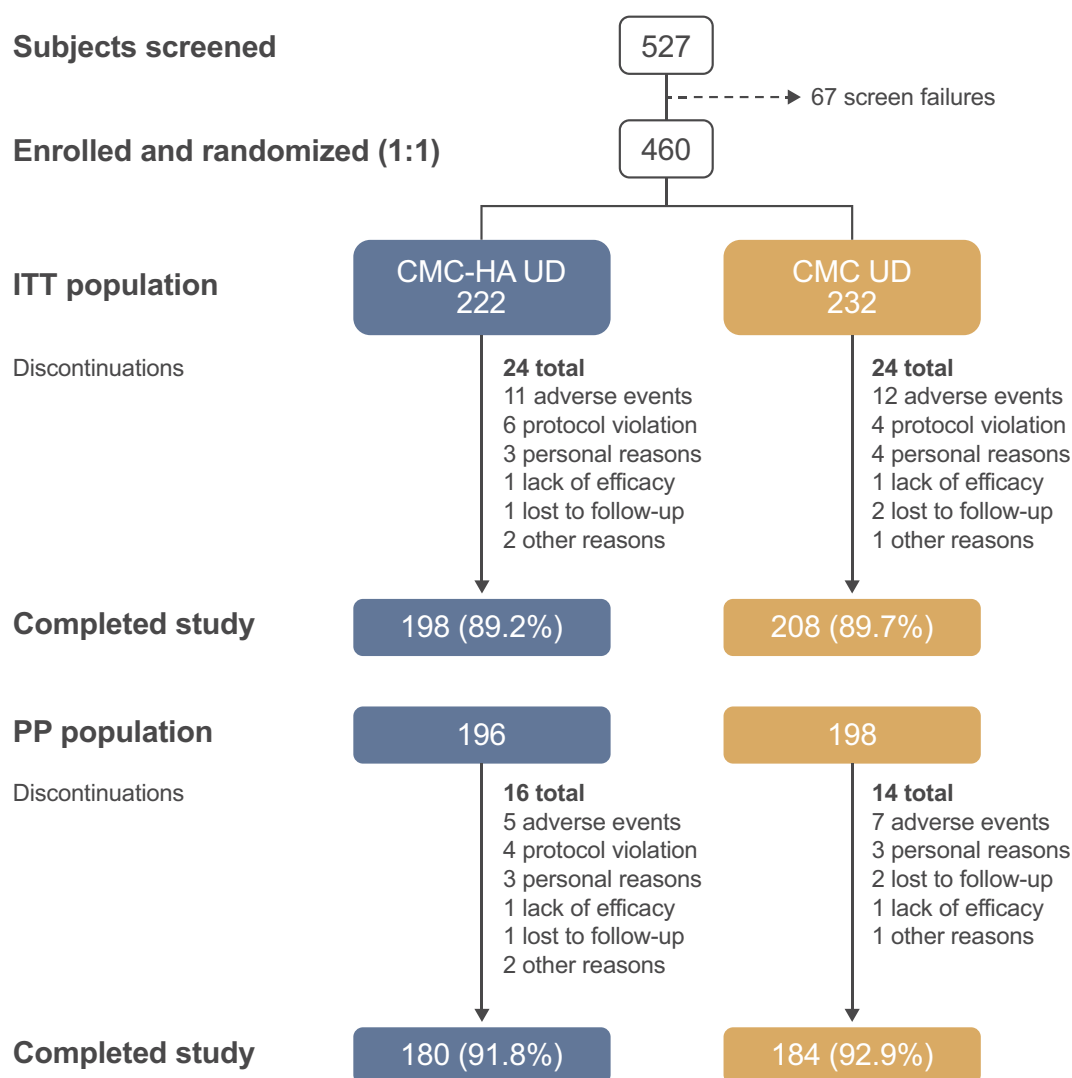 Subjects screened
527
67 screen failures
Enrolled and randomized (1:1)
460
ITT population
CMC-HA UD
222
CMC UD
232
Discontinuations
24 total
11 adverse events
6 protocol violation
3 personal reasons
1 lack of efficacy
1 lost to follow-up
2 other reasons
24 total
12 adverse events
4 protocol violation
4 personal reasons
1 lack of efficacy
2 lost to follow-up
1 other reasons
Completed study
198 (89.2%)
208 (89.7%)
PP population
196
198
Discontinuations
16 total
5 adverse events
4 protocol violation
3 personal reasons
1 lack of efficacy
1 lost to follow-up
2 other reasons
14 total
7 adverse events
3 personal reasons
2 lost to follow-up
1 lack of efficacy
1 other reasons
Completed study
180 (91.8%)
184 (92.9%)